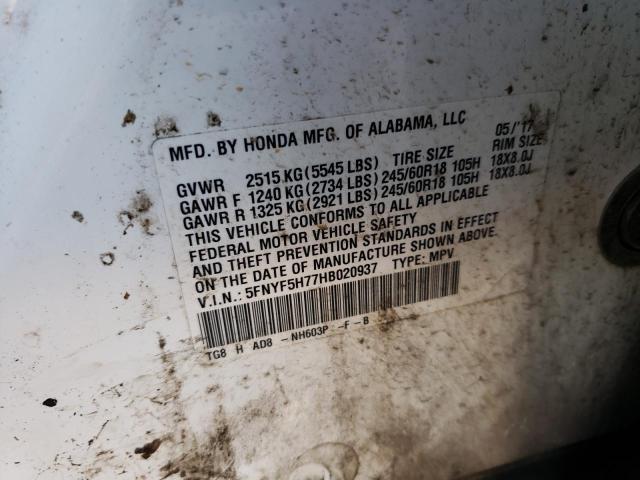 MFD. BY HONDA MFG. OF ALABAMA, LLC 05/'17
GVWR 2515 KG (5545 LBS) TIRE SIZE RIM SIZE
GAWR F 1240 KG (2734 LBS) 245/60R18 105H 18X8.0J
GAWR R 1325 KG (2921 LBS) 245/60R18 105H 18X8.0J
THIS VEHICLE CONFORMS TO ALL APPLICABLE
FEDERAL MOTOR VEHICLE SAFETY
AND THEFT PREVENTION STANDARDS IN EFFECT
ON THE DATE OF MANUFACTURE SHOWN ABOVE.
V.I.N.: 5FNYF5H77HB020937 TYPE: MPV
TG8 H AD8 - NH603P -F-B